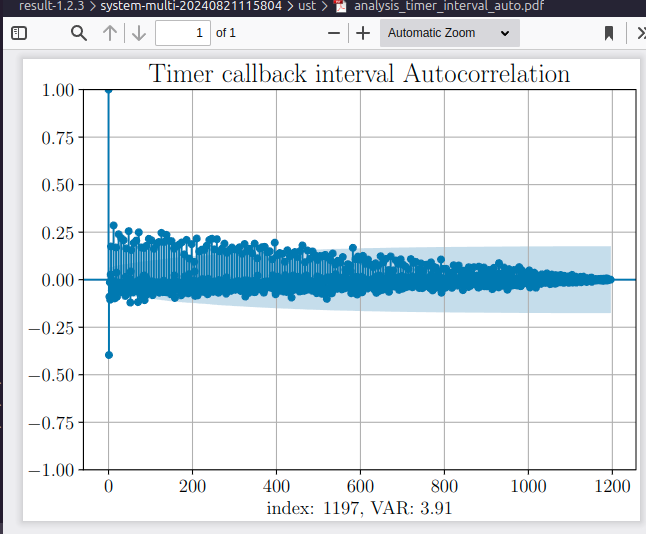 result-1.2.3 > system-multi-20240821115804 > ust > analysis_timer_interval_auto.pdf
1 of 1
Automatic Zoom
Timer callback interval Autocorrelation
1.00
0.75
0.50
0.25
0.00
−0.25
−0.50
−0.75
−1.00
0 200 400 600 800 1000 1200
index: 1197, VAR: 3.91